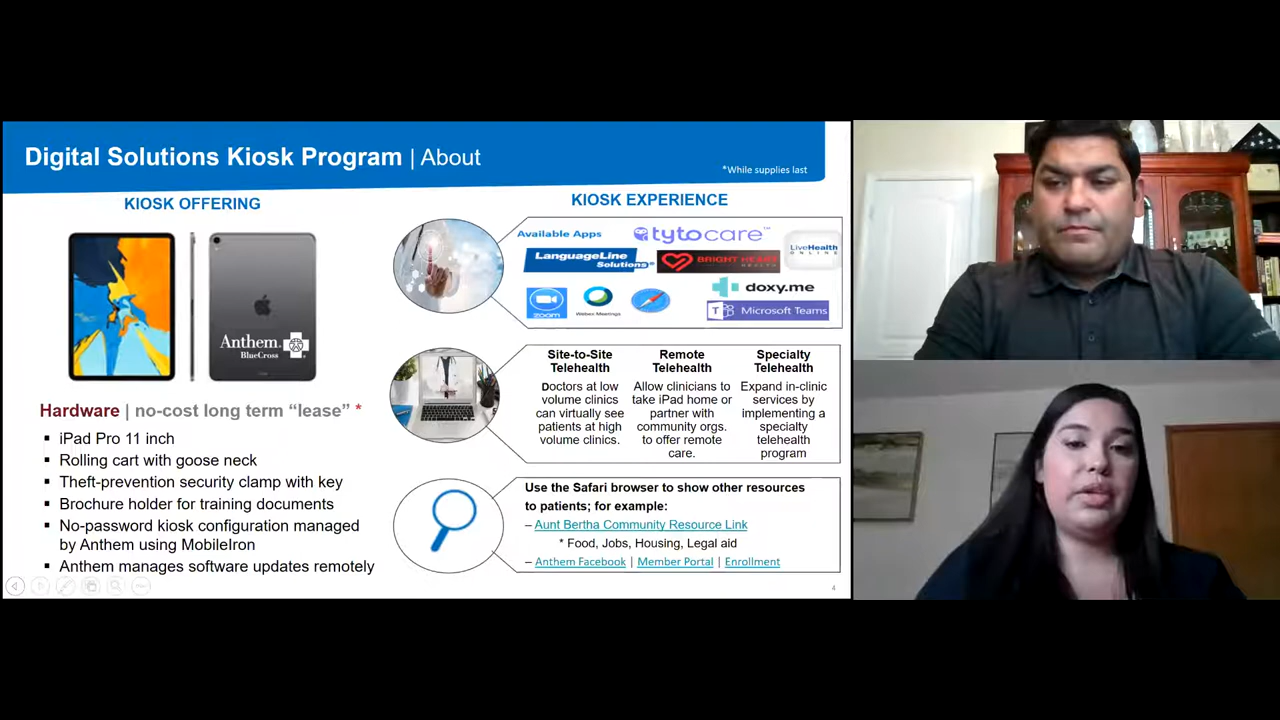 Digital Solutions Kiosk Program | About
*While supplies last
KIOSK OFFERING
Anthem
BlueCross
Hardware | no-cost long term “lease” *
▪ iPad Pro 11 inch
▪ Rolling cart with goose neck
▪ Theft-prevention security clamp with key
▪ Brochure holder for training documents
▪ No-password kiosk configuration managed
by Anthem using MobileIron
▪ Anthem manages software updates remotely
KIOSK EXPERIENCE
Available Apps
tytocare™
LanguageLine
Solutions®
BRIGHT HEART
HEALTH
LiveHealth
ONLINE
zoom
Webex Meetings
doxy.me
Microsoft Teams
Site-to-Site
Telehealth
Doctors at low
volume clinics
can virtually see
patients at high
volume clinics.
Remote
Telehealth
Allow clinicians to
take iPad home or
partner with
community orgs.
to offer remote
care.
Specialty
Telehealth
Expand in-clinic
services by
implementing a
specialty
telehealth
program
Use the Safari browser to show other resources
to patients; for example:
– Aunt Bertha Community Resource Link
* Food, Jobs, Housing, Legal aid
– Anthem Facebook | Member Portal | Enrollment
4